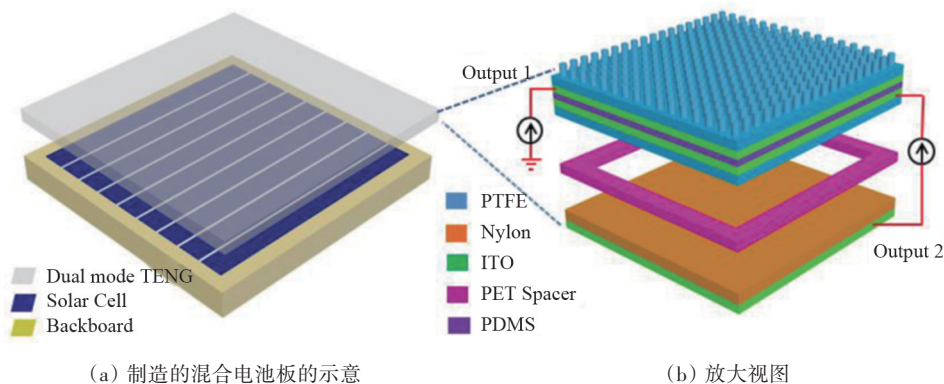 Output 1
Dual mode TENG
Solar Cell
Backboard
PTFE
Nylon
ITO
PET Spacer
PDMS
Output 2
(a) 制造的混合电池板的示意
(b) 放大视图